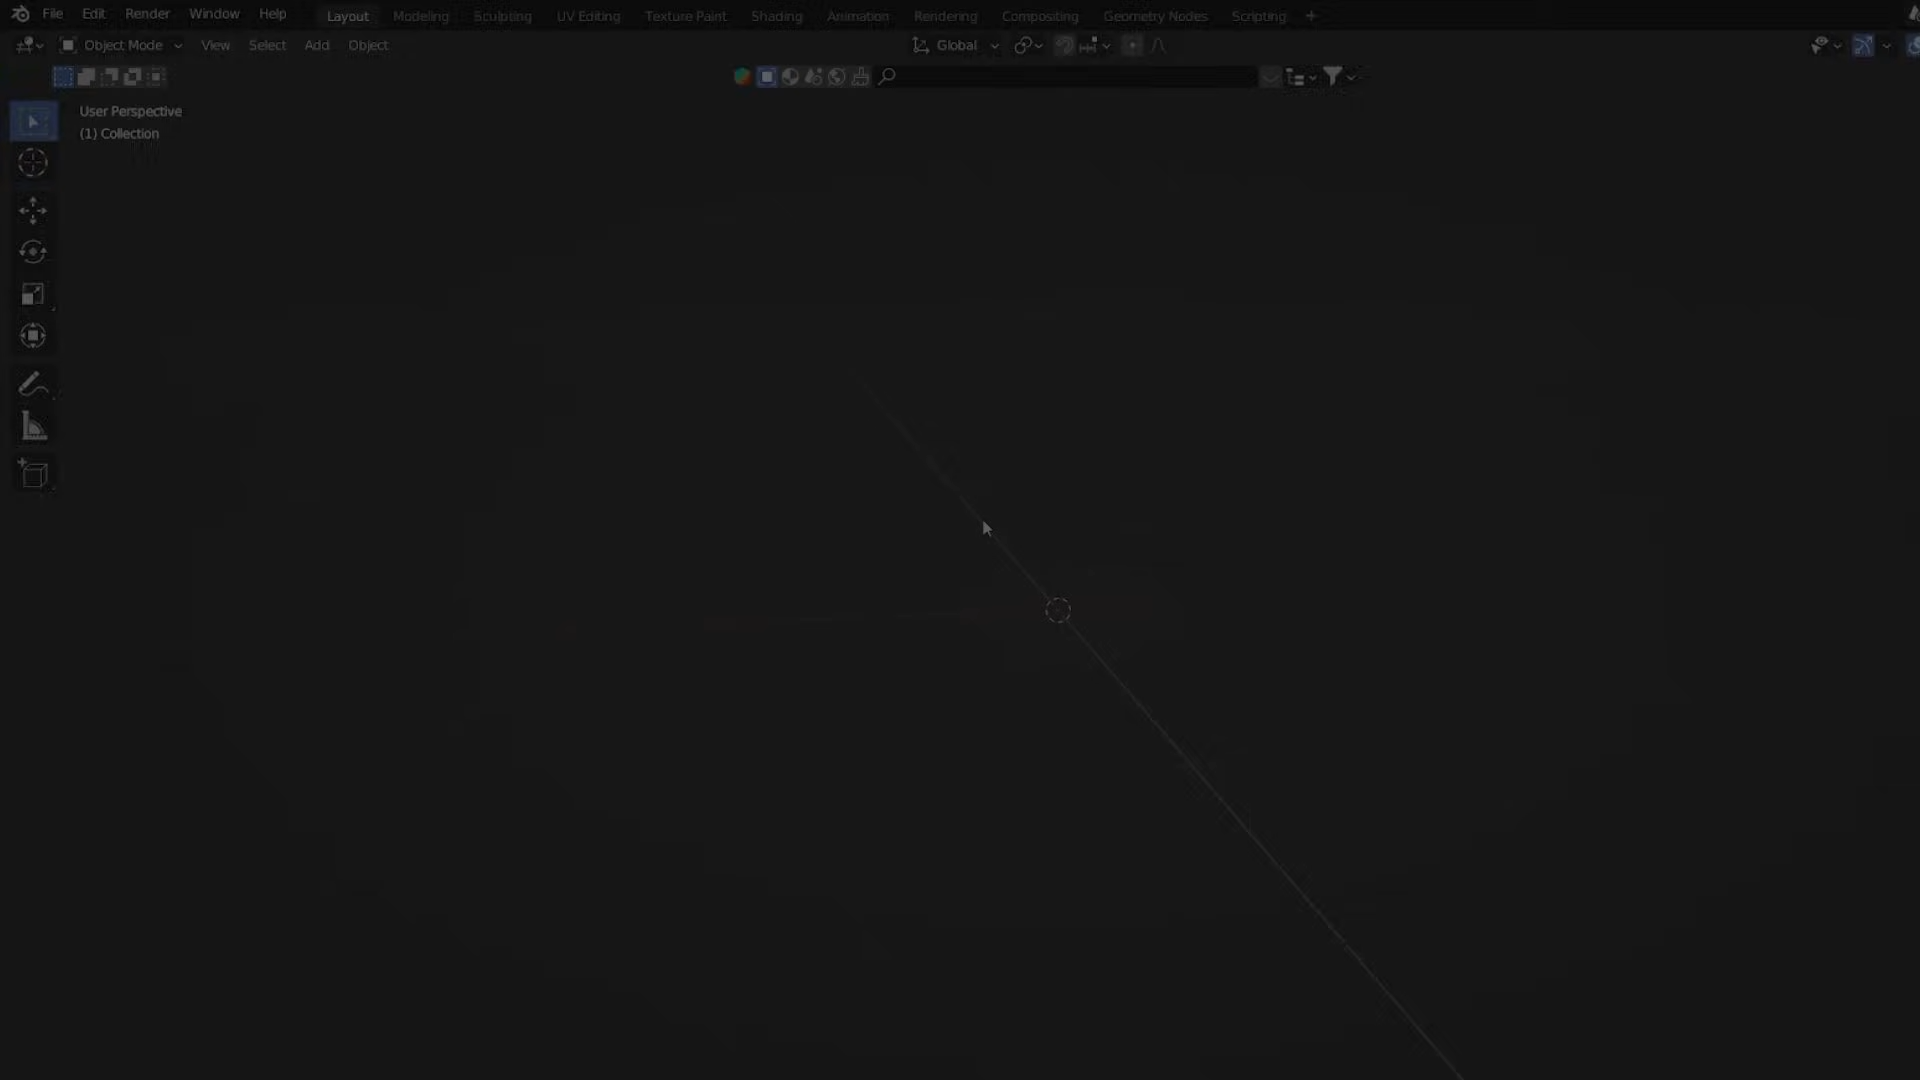 File Edit Render Window Help Layout Modeling Sculpting UV Editing Texture Paint Shading Animation Rendering Compositing Geometry Nodes Scripting +
Object Mode View Select Add Object Global
User Perspective
(1) Collection